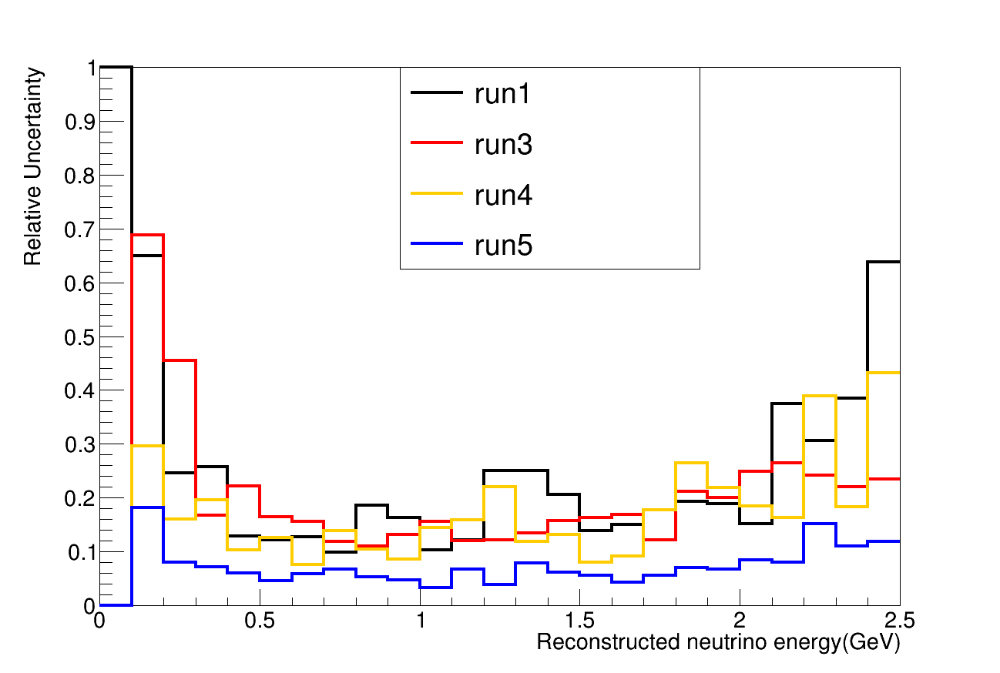 Relative Uncertainty
1
0.9
0.8
0.7
0.6
0.5
0.4
0.3
0.2
0.1
0
run1
run3
run4
run5
0 0.5 1 1.5 2 2.5
Reconstructed neutrino energy(GeV)